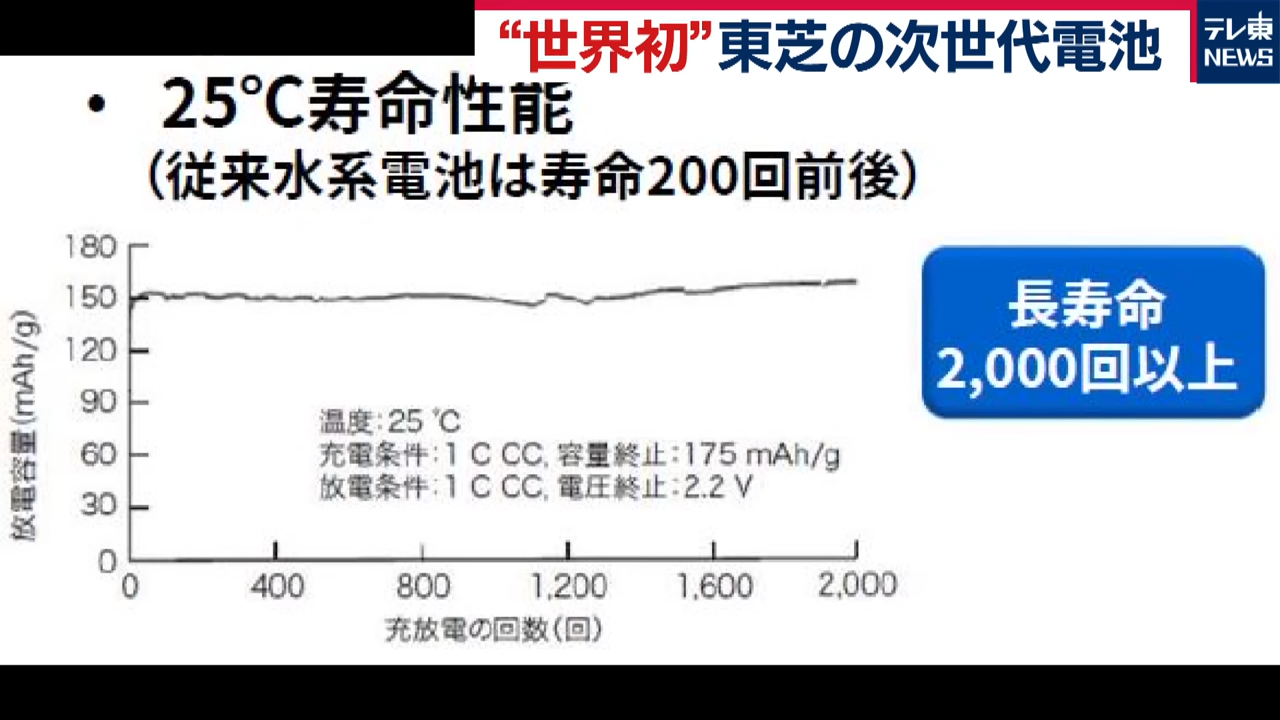 “世界初”東芝の次世代電池
テレ東
NEWS
• 25℃寿命性能
（従来水系電池は寿命200回前後）
放電容量(mAh/g)
180
150
120
90
60
30
0
温度:25 ℃
充電条件:1 C CC, 容量終止:175 mAh/g
放電条件:1 C CC, 電圧終止:2.2 V
0 400 800 1,200 1,600 2,000
充放電の回数(回)
長寿命
2,000回以上